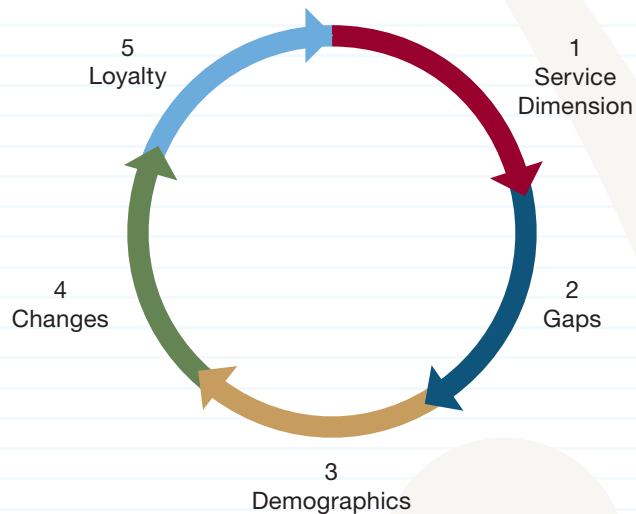 1
Service
Dimension
2
Gaps
3
Demographics
4
Changes
5
Loyalty